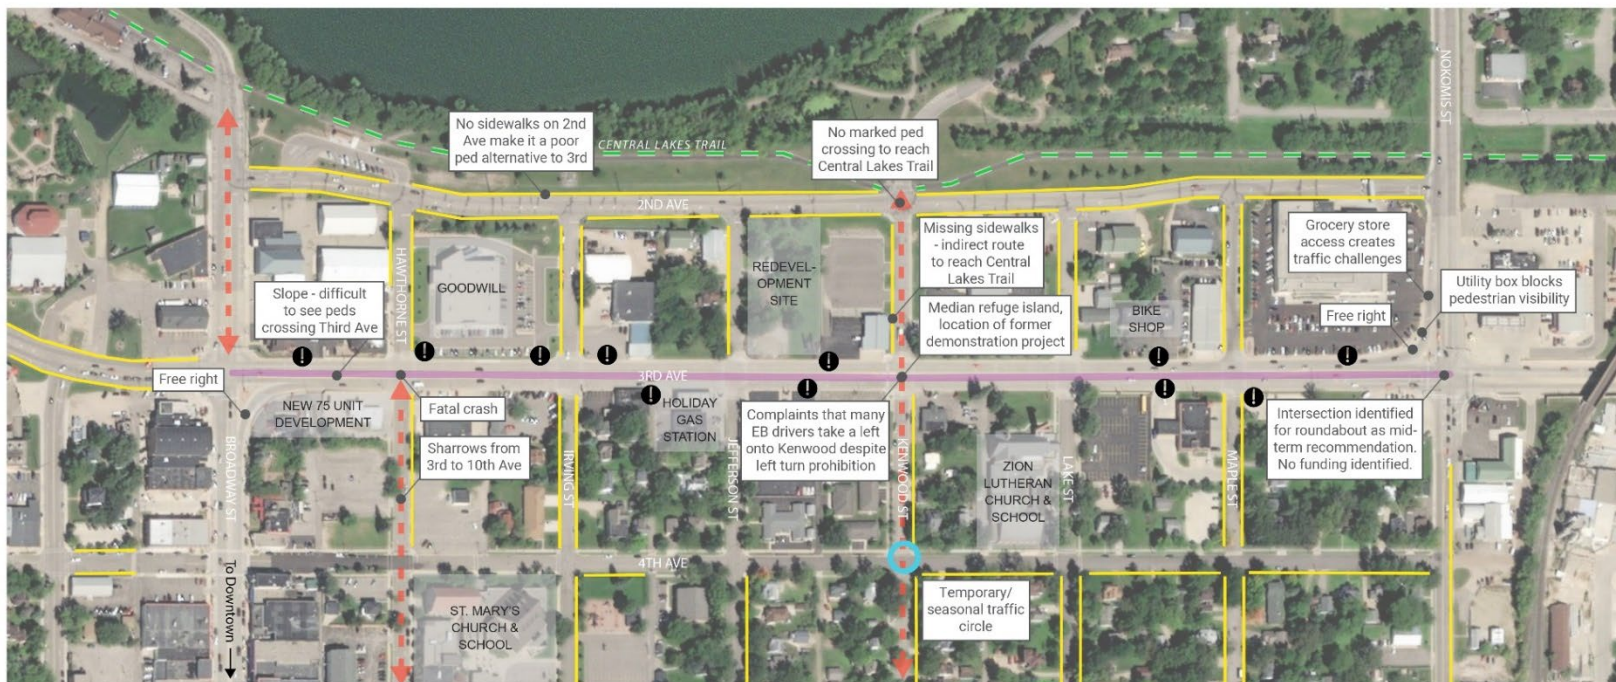 No sidewalks on 2nd
Ave make it a poor
ped alternative to 3rd
CENTRAL LAKES TRAIL
No marked ped
crossing to reach
Central Lakes Trail
NOKOMIS ST
2ND AVE
HAWTHORNE ST
GOODWILL
Slope - difficult
to see peds
crossing Third Ave
REDEVEL-
OPMENT
SITE
Missing sidewalks
- indirect route
to reach Central
Lakes Trail
Median refuge island,
location of former
demonstration project
BIKE
SHOP
Grocery store
access creates
traffic challenges
Utility box blocks
pedestrian visibility
Free right
!
!
!
!
!
!
!
!
!
!
!
3RD AVE
Free right
NEW 75 UNIT
DEVELOPMENT
Fatal crash
Sharrows from
3rd to 10th Ave
HOLIDAY
GAS
STATION
Complaints that many
EB drivers take a left
onto Kenwood despite
left turn prohibition
Intersection identified
for roundabout as mid-
term recommendation.
No funding identified.
BROADWAY ST
IRVING ST
JEFFERSON ST
KENWOOD ST
ZION
LUTHERAN
CHURCH &
SCHOOL
LAKE ST
MAPLE ST
4TH AVE
To Downtown
ST. MARY'S
CHURCH &
SCHOOL
Temporary/
seasonal traffic
circle